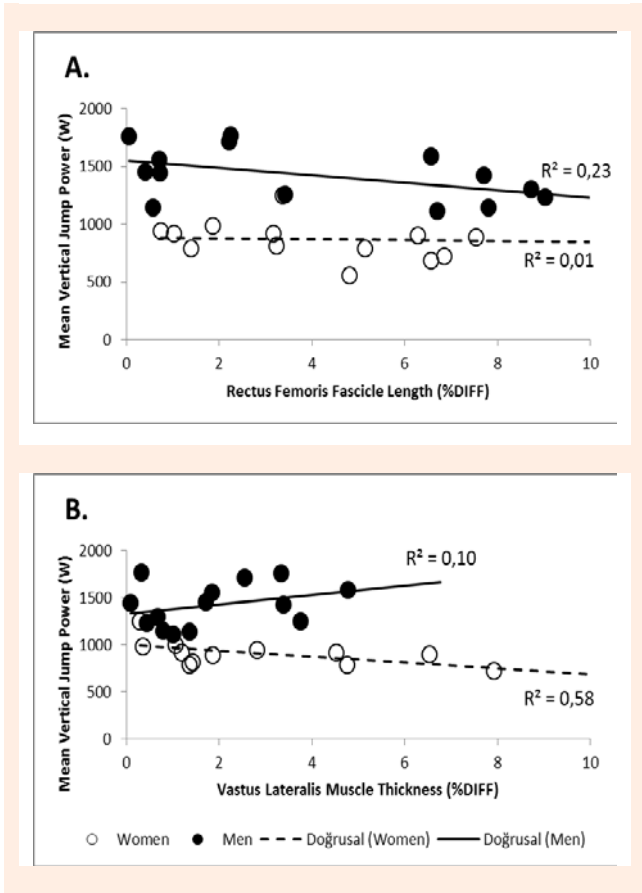 A.
Mean Vertical Jump Power (W)
2000
1500
1000
500
0
R² = 0,23
R² = 0,01
0 2 4 6 8 10
Rectus Femoris Fascicle Length (%DIFF)
B.
Mean Vertical Jump Power (W)
2000
1500
1000
500
0
R² = 0,10
R² = 0,58
0 2 4 6 8 10
Vastus Lateralis Muscle Thickness (%DIFF)
Women Men Doğrusal (Women) Doğrusal (Men)